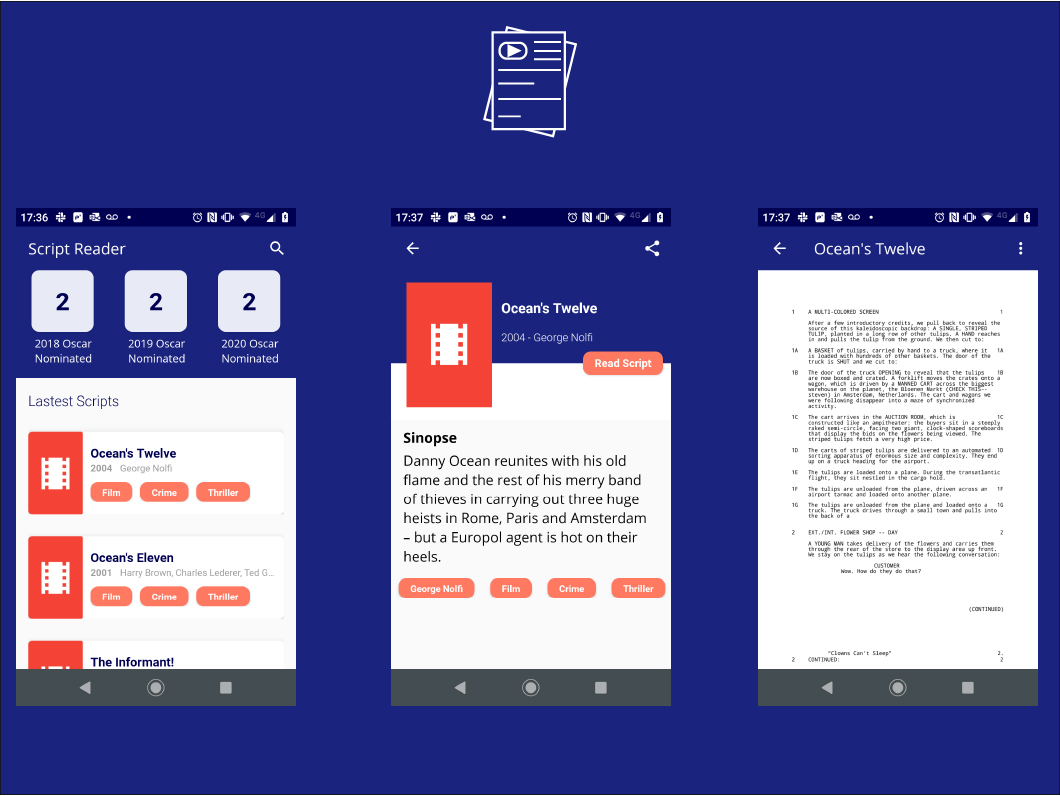 17:36
4G
Script Reader
2
2
2
2018 Oscar
Nominated
2019 Oscar
Nominated
2020 Oscar
Nominated
Lastest Scripts
Ocean's Twelve
2004 George Nolfi
Film Crime Thriller
Ocean's Eleven
2001 Harry Brown, Charles Lederer, Ted G...
Film Crime Thriller
The Informant!
17:37
4G
Ocean's Twelve
2004 - George Nolfi
Read Script
Sinopse
Danny Ocean reunites with his old
flame and the rest of his merry band
of thieves in carrying out three huge
heists in Rome, Paris and Amsterdam
– but a Europol agent is hot on their
heels.
George Nolfi Film Crime Thriller
17:37
4G
Ocean's Twelve
1 A MULTI-COLORED SCREEN 1
After a few introductory credits, we pull back to reveal the
source of this kaleidoscopic backdrop: A SINGLE, STRIPED
TULIP, planted in a long row of other tulips. A HAND reaches
in and pulls the tulip from the ground. We then cut to:
1A A BASKET of tulips, carried by hand to a truck, where it 1A
is loaded with hundreds of other baskets. The door of the
truck is SHUT and we cut to:
1B The door of the truck OPENING to reveal that the tulips 1B
are now boxed and crated. A forklift moves the crates onto a
wagon, which is driven by a MANNED CART across the biggest
warehouse on the planet, the Bloenen Markt (CHECK THIS--
steven) in Amsterdam, Netherlands. The cart and wagons we
were following disappear into a maze of synchronized
activity.
1C The cart arrives in the AUCTION ROOM, which is 1C
constructed like an ampitheater: the buyers sit in a steeply
raked semi-circle, facing two giant, clock-shaped scoreboards
that display the bids on the flowers being viewed. The
striped tulips fetch a very high price.
1D The carts of striped tulips are delivered to an automated 1D
sorting apparatus of enormous size and complexity. They end
up on a truck heading for the airport.
1E The tulips are loaded onto a plane. During the transatlantic 1E
flight, they sit nestled in the cargo hold.
1F The tulips are unloaded from the plane, driven across an 1F
airport tarmac and loaded onto another plane.
1G The tulips are unloaded from the plane and loaded onto a 1G
truck. The truck drives through a small town and pulls into
the back of a
2 EXT./INT. FLOWER SHOP -- DAY 2
A YOUNG MAN takes delivery of the flowers and carries them
through the rear of the store to the display area up front.
We stay on the tulips as we hear the following conversation:
CUSTOMER
Wow. How do they do that?
(CONTINUED)
"Clowns Can't Sleep" 2.
2 CONTINUED: 2